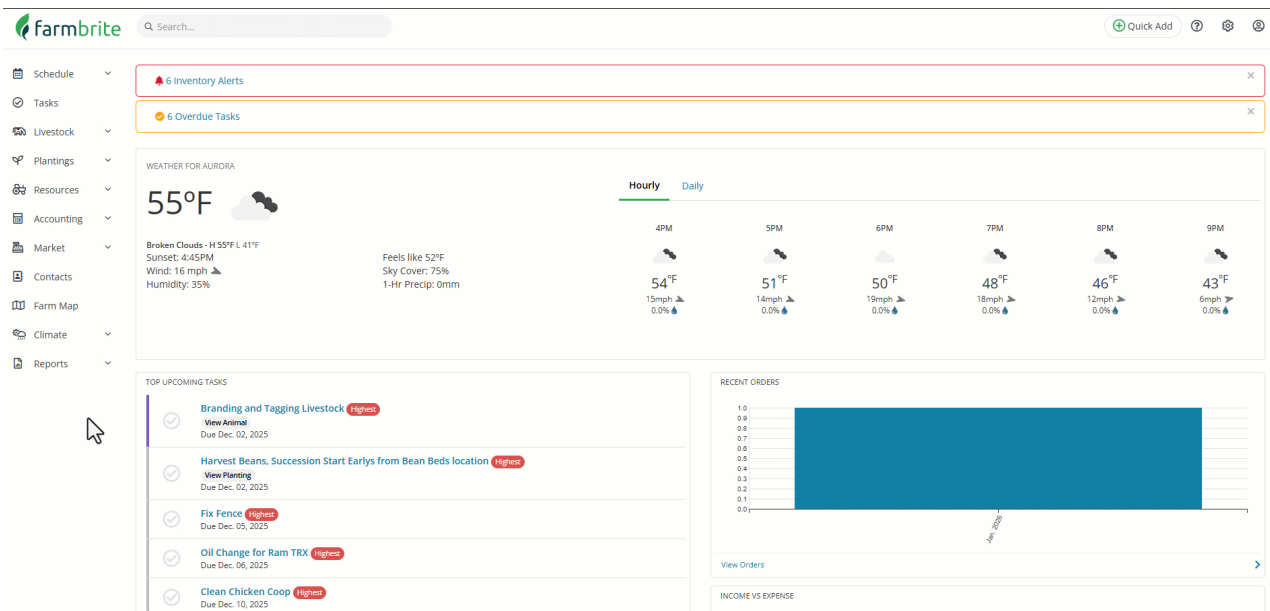 farmbrite
Search...
Quick Add
Schedule
Tasks
Livestock
Plantings
Resources
Accounting
Market
Contacts
Farm Map
Climate
Reports
6 Inventory Alerts
6 Overdue Tasks
WEATHER FOR AURORA
55°F
Broken Clouds - H 55°F L 41°F
Sunset: 4:45PM
Wind: 16 mph
Humidity: 35%
Feels like 52°F
Sky Cover: 75%
1-Hr Precip: 0mm
Hourly Daily
4PM 5PM 6PM 7PM 8PM 9PM
54°F 51°F 50°F 48°F 46°F 43°F
15mph 14mph 19mph 18mph 12mph 6mph
0.0% 0.0% 0.0% 0.0% 0.0% 0.0%
TOP UPCOMING TASKS
Branding and Tagging Livestock Highest
View Animal
Due Dec. 02, 2025
Harvest Beans, Succession Start Earlys from Bean Beds location Highest
View Planting
Due Dec. 02, 2025
Fix Fence Highest
Due Dec. 05, 2025
Oil Change for Ram TRX Highest
Due Dec. 06, 2025
Clean Chicken Coop Highest
Due Dec. 10, 2025
RECENT ORDERS
1.0
0.9
0.8
0.7
0.6
0.5
0.4
0.3
0.2
0.1
0.0
Jan. 2026
View Orders
INCOME VS EXPENSE